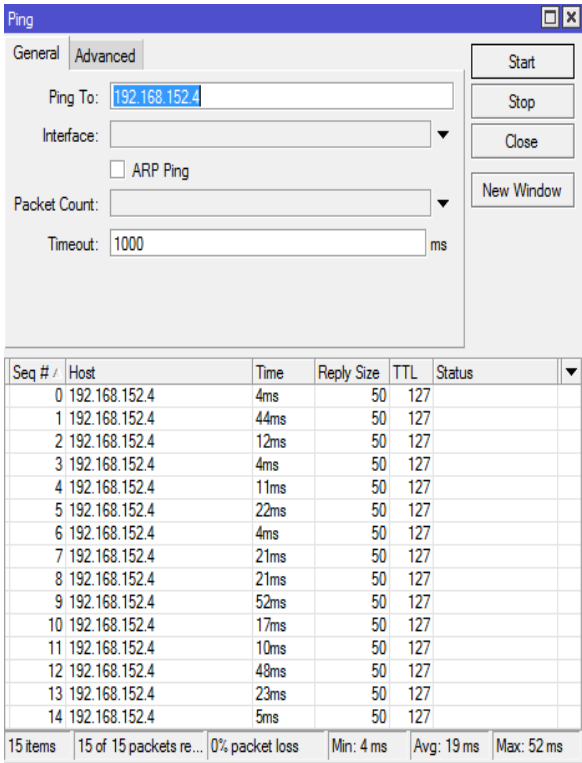 Ping
General Advanced
Start
Ping To: 192.168.152.4
Stop
Interface:
Close
ARP Ping
New Window
Packet Count:
Timeout: 1000 ms
Seq # Host Time Reply Size TTL Status
0 192.168.152.4 4ms 50 127
1 192.168.152.4 44ms 50 127
2 192.168.152.4 12ms 50 127
3 192.168.152.4 4ms 50 127
4 192.168.152.4 11ms 50 127
5 192.168.152.4 22ms 50 127
6 192.168.152.4 4ms 50 127
7 192.168.152.4 21ms 50 127
8 192.168.152.4 21ms 50 127
9 192.168.152.4 52ms 50 127
10 192.168.152.4 17ms 50 127
11 192.168.152.4 10ms 50 127
12 192.168.152.4 48ms 50 127
13 192.168.152.4 23ms 50 127
14 192.168.152.4 5ms 50 127
15 items 15 of 15 packets re... 0% packet loss Min: 4 ms Avg: 19 ms Max: 52 ms